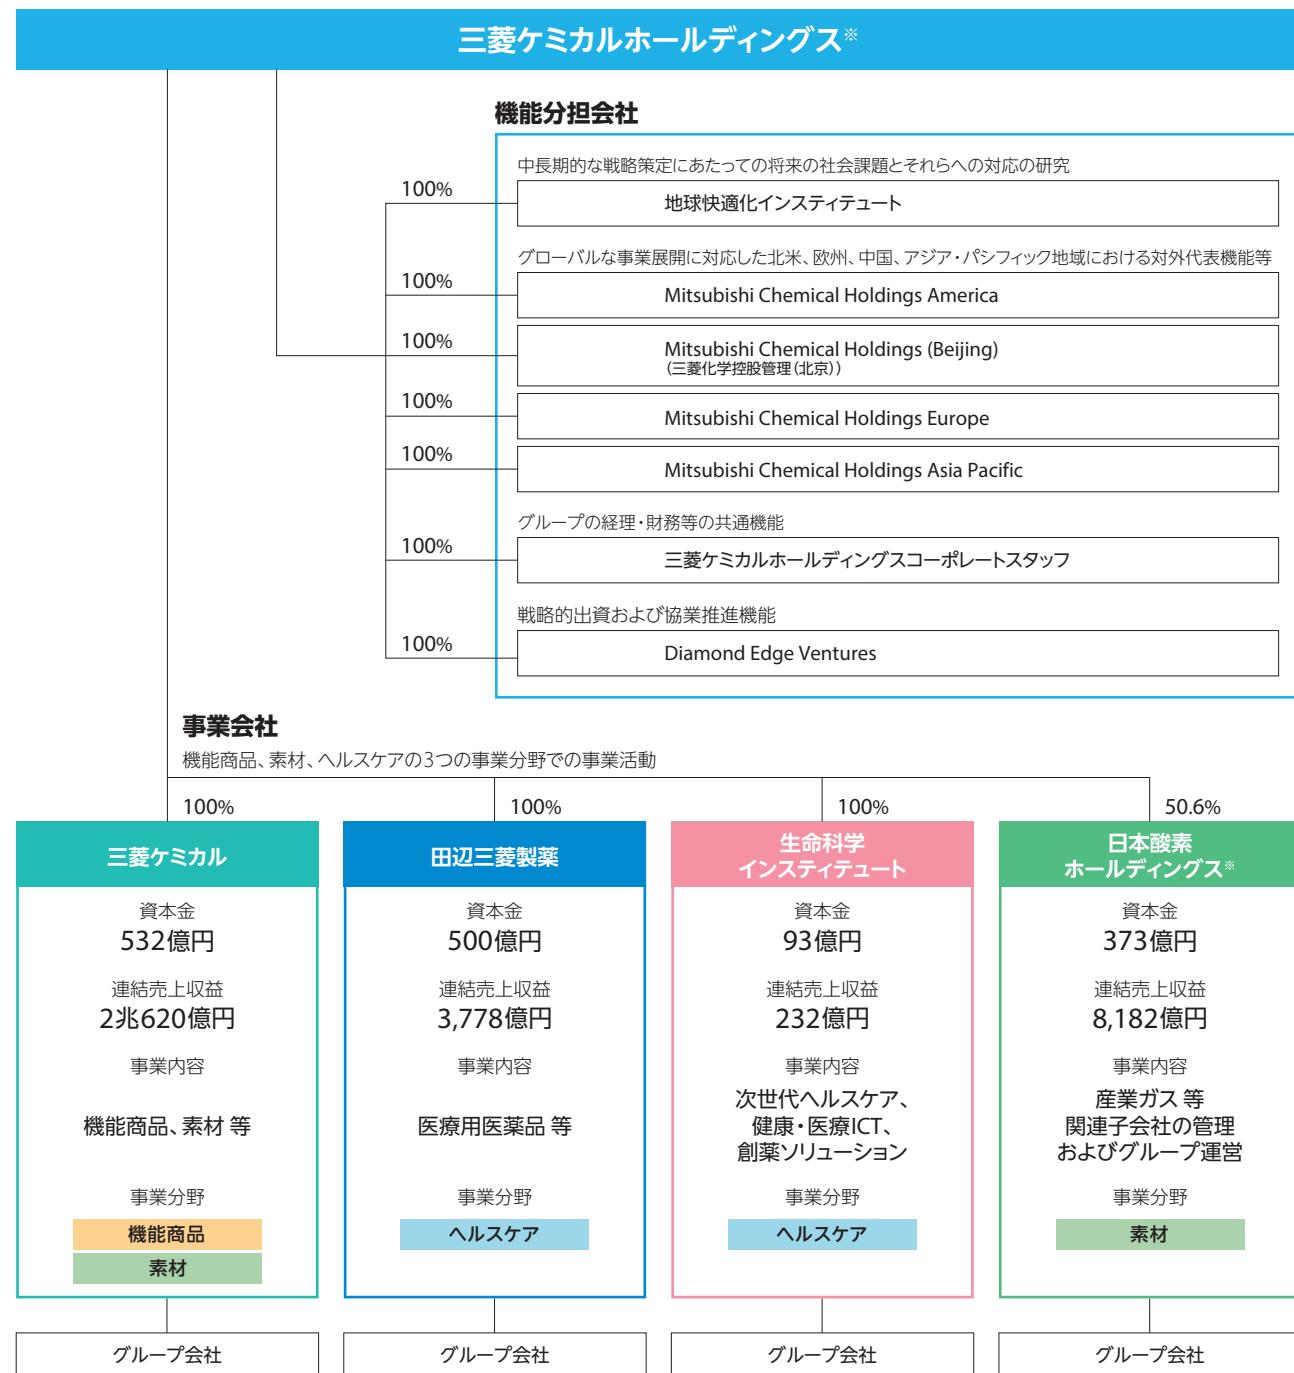 三菱ケミカルホールディングス※
機能分担会社
中長期的な戦略策定にあたっての将来の社会課題とそれらへの対応の研究
100%
地球快適化インスティテュート
グローバルな事業展開に対応した北米、欧州、中国、アジア・パシフィック地域における対外代表機能等
100%
Mitsubishi Chemical Holdings America
100%
Mitsubishi Chemical Holdings (Beijing)
(三菱化学控股管理(北京))
100%
Mitsubishi Chemical Holdings Europe
100%
Mitsubishi Chemical Holdings Asia Pacific
グループの経理・財務等の共通機能
100%
三菱ケミカルホールディングスコーポレートスタッフ
戦略的出資および協業推進機能
100%
Diamond Edge Ventures
事業会社
機能商品、素材、ヘルスケアの3つの事業分野での事業活動
100%
三菱ケミカル
資本金
532億円
連結売上収益
2兆620億円
事業内容
機能商品、素材 等
事業分野
機能商品
素材
グループ会社
100%
田辺三菱製薬
資本金
500億円
連結売上収益
3,778億円
事業内容
医療用医薬品 等
事業分野
ヘルスケア
グループ会社
100%
生命科学
インスティテュート
資本金
93億円
連結売上収益
232億円
事業内容
次世代ヘルスケア、
健康・医療ICT、
創薬ソリューション
事業分野
ヘルスケア
グループ会社
50.6%
日本酸素
ホールディングス※
資本金
373億円
連結売上収益
8,182億円
事業内容
産業ガス 等
関連子会社の管理
およびグループ運営
事業分野
素材
グループ会社